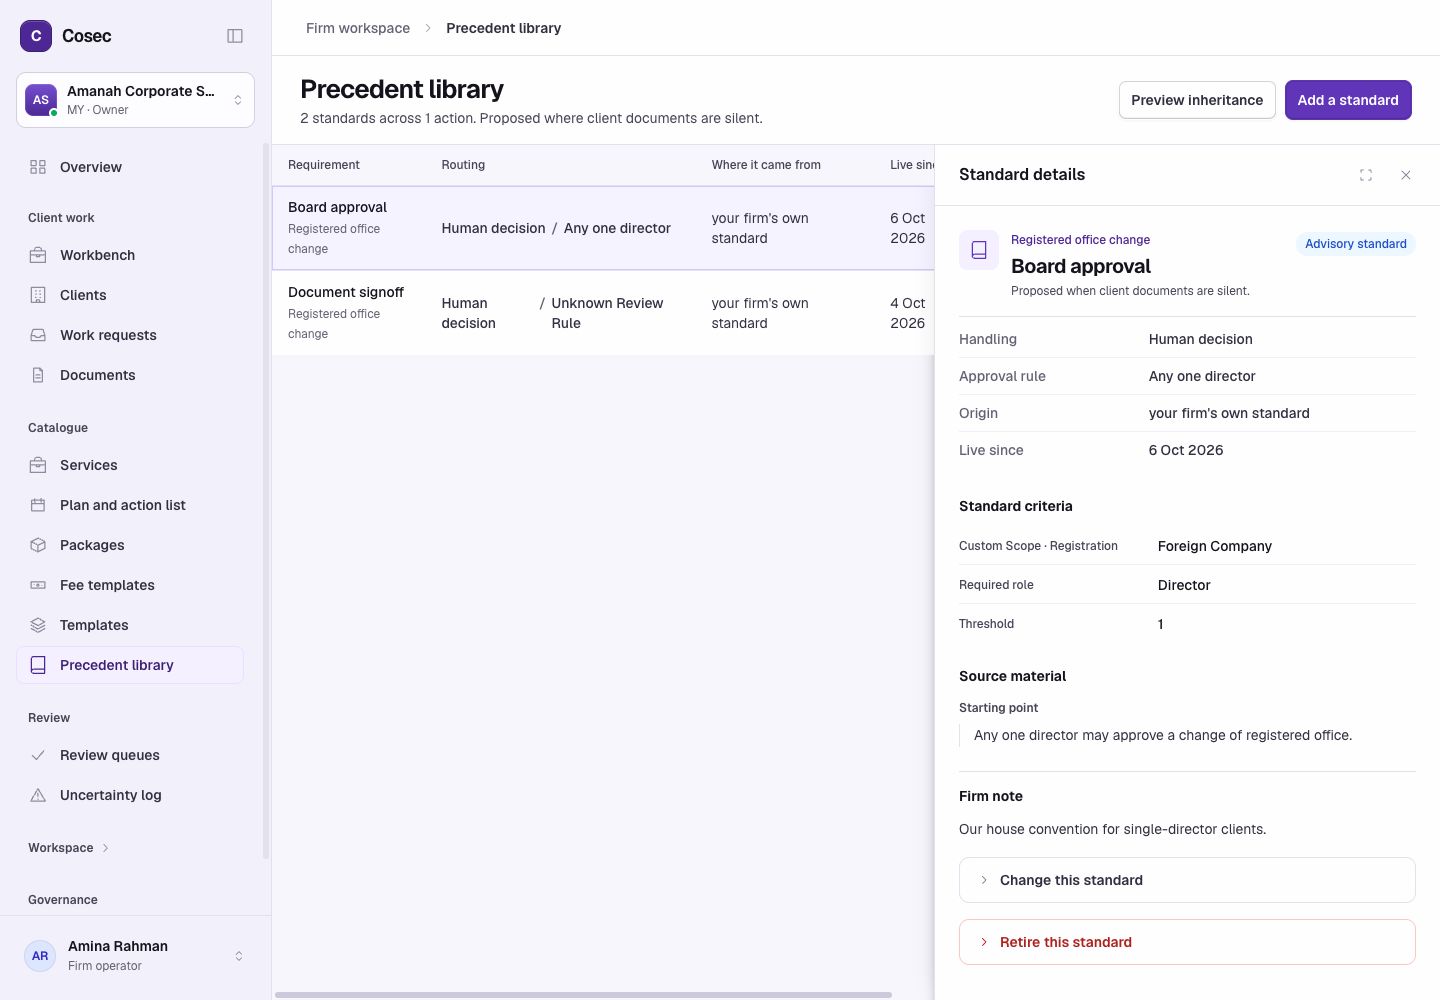 C Cosec
AS
Amanah Corporate S...
MY · Owner
Overview
Client work
Workbench
Clients
Work requests
Documents
Catalogue
Services
Plan and action list
Packages
Fee templates
Templates
Precedent library
Review
Review queues
Uncertainty log
Workspace
Governance
AR
Amina Rahman
Firm operator
Firm workspace > Precedent library
Precedent library
2 standards across 1 action. Proposed where client documents are silent.
Preview inheritance
Add a standard
Requirement Routing Where it came from Live sinc
Board approval
Registered office
change
Human decision / Any one director
your firm's own
standard
6 Oct
2026
Document signoff
Registered office
change
Human
decision
/ Unknown Review
Rule
your firm's own
standard
4 Oct
2026
Standard details
Registered office change
Advisory standard
Board approval
Proposed when client documents are silent.
Handling Human decision
Approval rule Any one director
Origin your firm's own standard
Live since 6 Oct 2026
Standard criteria
Custom Scope · Registration Foreign Company
Required role Director
Threshold 1
Source material
Starting point
Any one director may approve a change of registered office.
Firm note
Our house convention for single-director clients.
Change this standard
Retire this standard